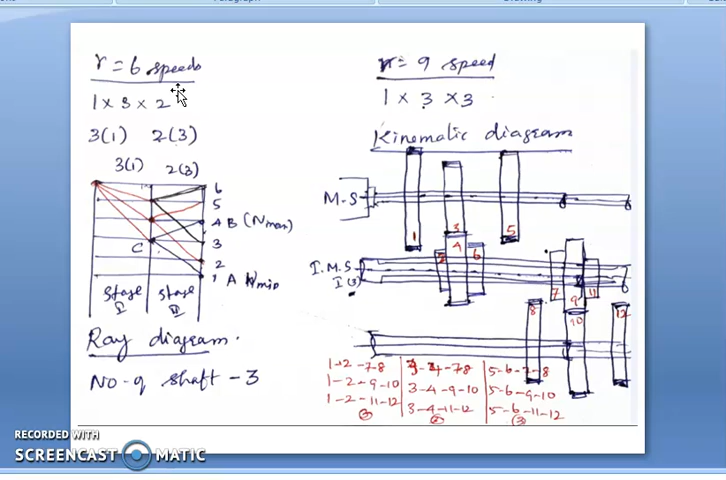 r = 6 speeds
1 x 3 x 2
3(1) 2(3)
3(1) 2(3)
6
5
4 B (Nmax)
3
C
2
1 A Nmin
Stage I
Stage II
Ray diagram.
No-q shaft - 3
n = 9 speed
1 x 3 x 3
Kinematic diagram
M-S
1
3
5
I.M.S
I(3)
2
4
6
7
9
11
8
10
12
1-2-7-8
1-2-9-10
1-2-11-12
3
3-4-7-8
3-4-9-10
3-4-11-12
5-6-7-8
5-6-9-10
5-6-11-12
3
RECORDED WITH
SCREENCAST MATIC